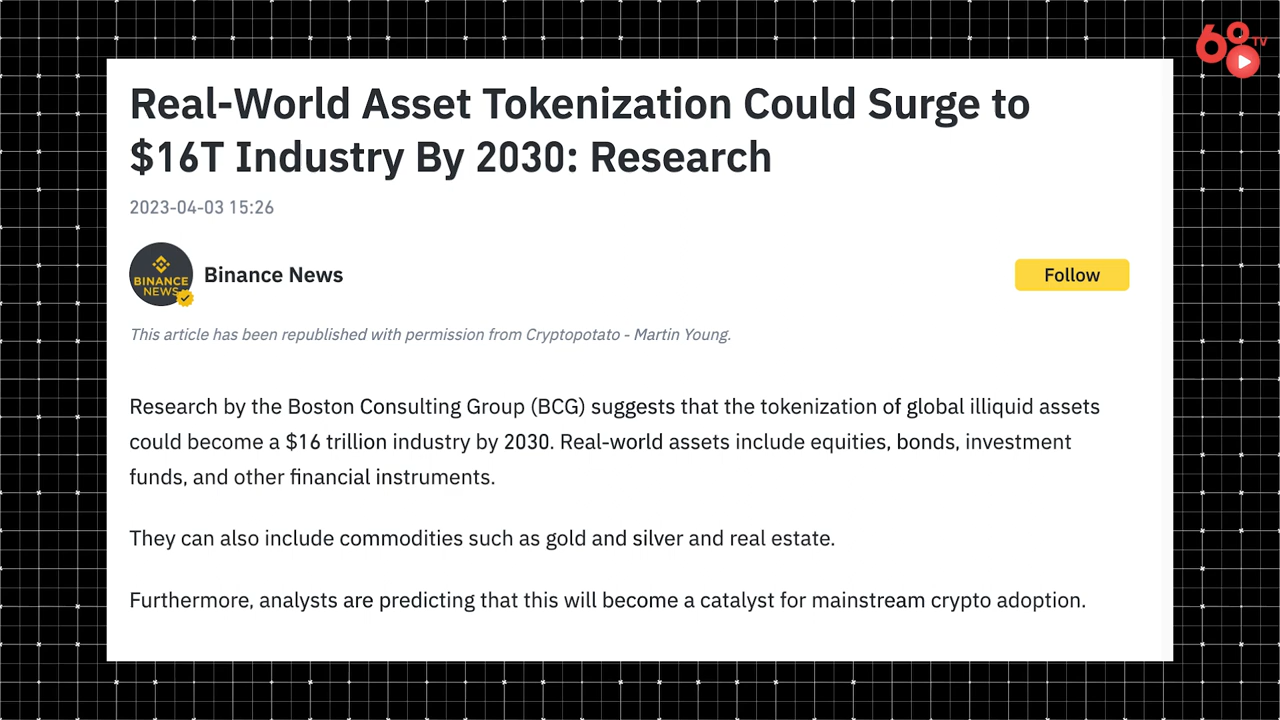 68 TV
Real-World Asset Tokenization Could Surge to
$16T Industry By 2030: Research
2023-04-03 15:26
BINANCE
NEWS
Binance News
Follow
This article has been republished with permission from Cryptopotato - Martin Young.
Research by the Boston Consulting Group (BCG) suggests that the tokenization of global illiquid assets
could become a $16 trillion industry by 2030. Real-world assets include equities, bonds, investment
funds, and other financial instruments.
They can also include commodities such as gold and silver and real estate.
Furthermore, analysts are predicting that this will become a catalyst for mainstream crypto adoption.